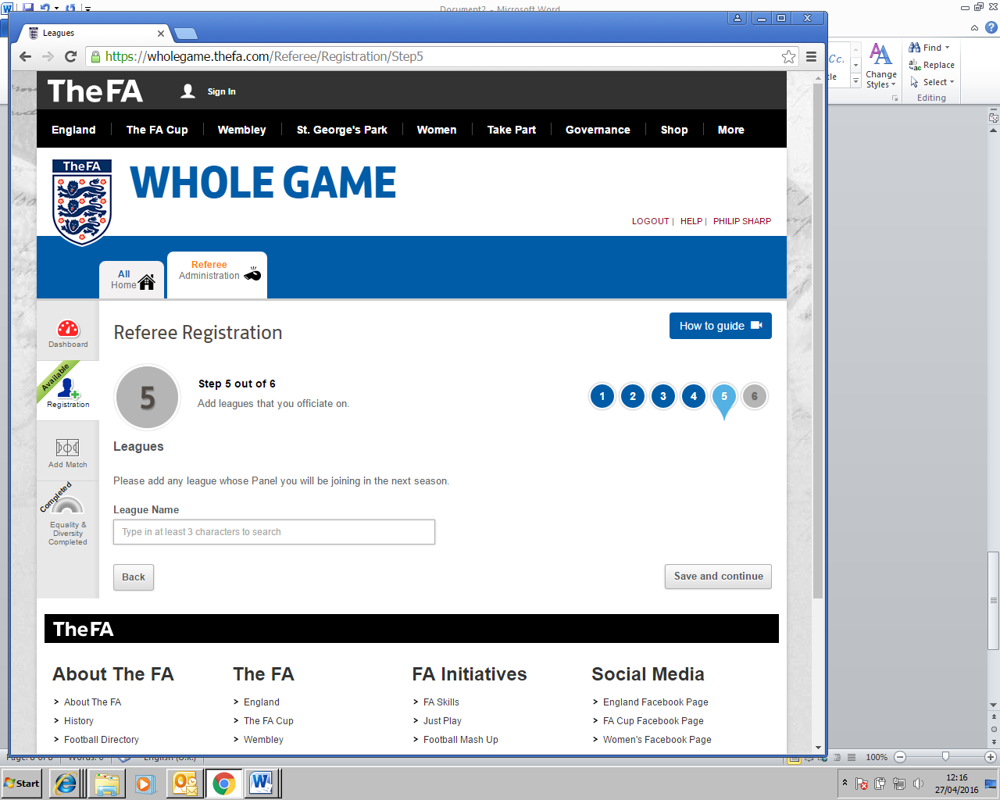 Document2 - Microsoft Word
Leagues
https://wholegame.thefa.com/Referee/Registration/Step5
Find
Replace
Select
Change
Styles
Editing
TheFA
Sign In
England
The FA Cup
Wembley
St. George's Park
Women
Take Part
Governance
Shop
More
TheFA
WHOLE GAME
LOGOUT | HELP | PHILIP SHARP
All
Home
Referee
Administration
Dashboard
Available
Registration
Add Match
Completed
Equality &
Diversity
Completed
Referee Registration
How to guide
5
Step 5 out of 6
Add leagues that you officiate on.
1 2 3 4 5 6
Leagues
Please add any league whose Panel you will be joining in the next season.
League Name
Type in at least 3 characters to search
Back
Save and continue
TheFA
About The FA
About The FA
History
Football Directory
The FA
England
The FA Cup
Wembley
FA Initiatives
FA Skills
Just Play
Football Mash Up
Social Media
England Facebook Page
FA Cup Facebook Page
Women's Facebook Page
100%
Start
12:16
27/04/2016